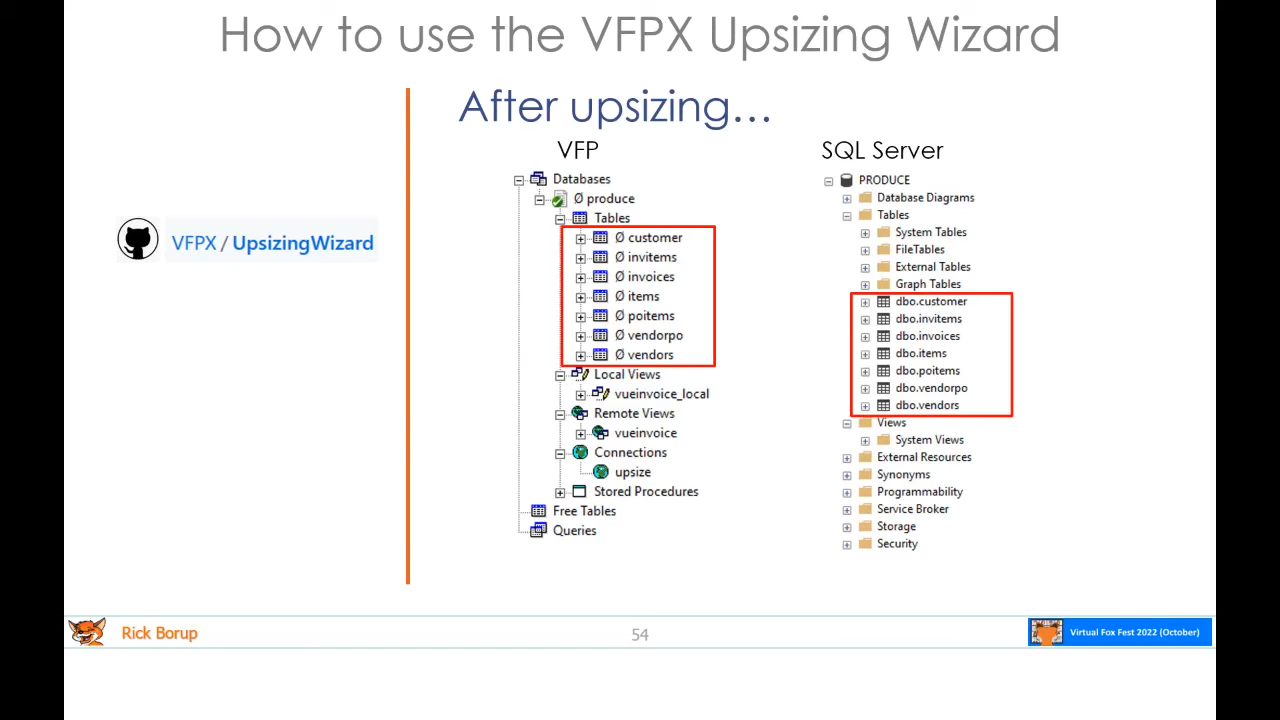 How to use the VFPX Upsizing Wizard
After upsizing...
VFPX / UpsizingWizard
VFP
Databases
Ø produce
Tables
Ø customer
Ø invitems
Ø invoices
Ø items
Ø poitems
Ø vendorpo
Ø vendors
Local Views
vueinvoice_local
Remote Views
vueinvoice
Connections
upsize
Stored Procedures
Free Tables
Queries
SQL Server
PRODUCE
Database Diagrams
Tables
System Tables
FileTables
External Tables
Graph Tables
dbo.customer
dbo.invitems
dbo.invoices
dbo.items
dbo.poitems
dbo.vendorpo
dbo.vendors
Views
System Views
External Resources
Synonyms
Programmability
Service Broker
Storage
Security
Rick Borup
54
Virtual Fox Fest 2022 (October)